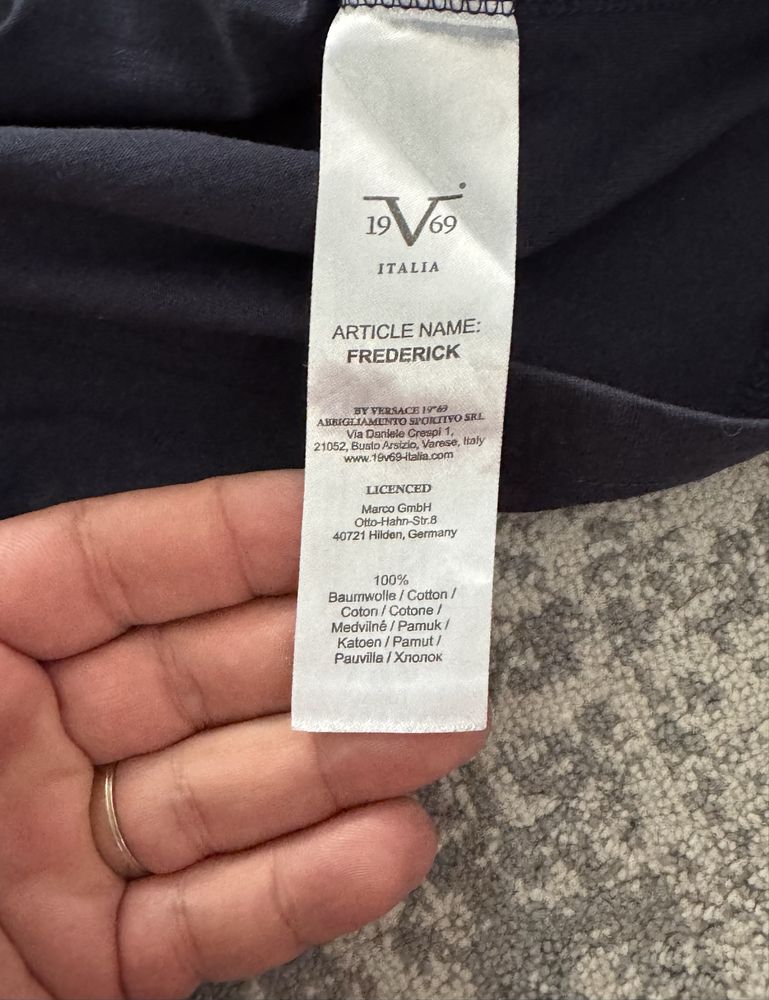 19V69
ITALIA
ARTICLE NAME:
FREDERICK
BY VERSACE 19•69
ABBIGLIAMENTO SPORTIVO SRL
Via Daniele Crespi 1,
21052, Busto Arsizio, Varese, Italy
www.19v69-italia.com
LICENCED
Marco GmbH
Otto-Hahn-Str.8
40721 Hilden, Germany
100%
Baumwolle / Cotton /
Coton / Cotone /
Medvilné / Pamuk /
Katoen / Pamut /
Pauvilla / Хлопок